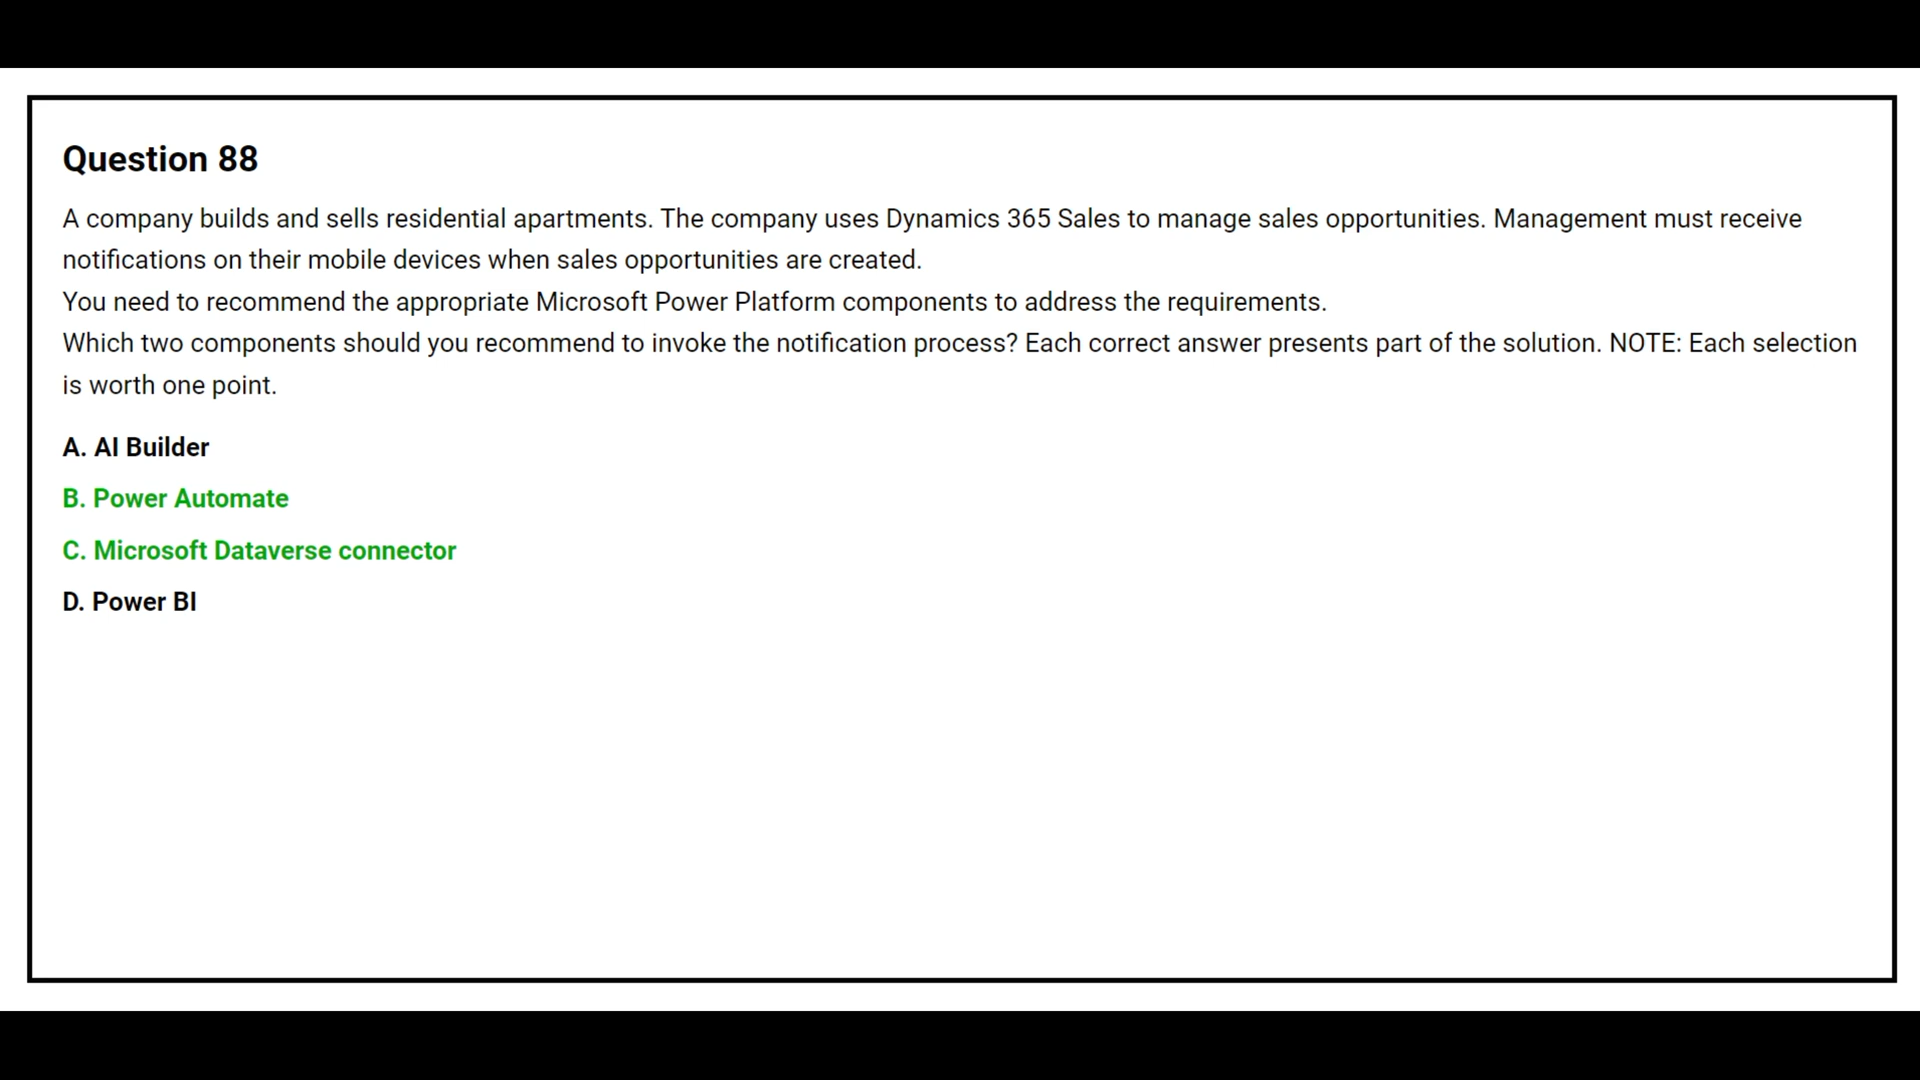 Question 88
A company builds and sells residential apartments. The company uses Dynamics 365 Sales to manage sales opportunities. Management must receive
notifications on their mobile devices when sales opportunities are created.
You need to recommend the appropriate Microsoft Power Platform components to address the requirements.
Which two components should you recommend to invoke the notification process? Each correct answer presents part of the solution. NOTE: Each selection
is worth one point.
A. AI Builder
B. Power Automate
C. Microsoft Dataverse connector
D. Power BI